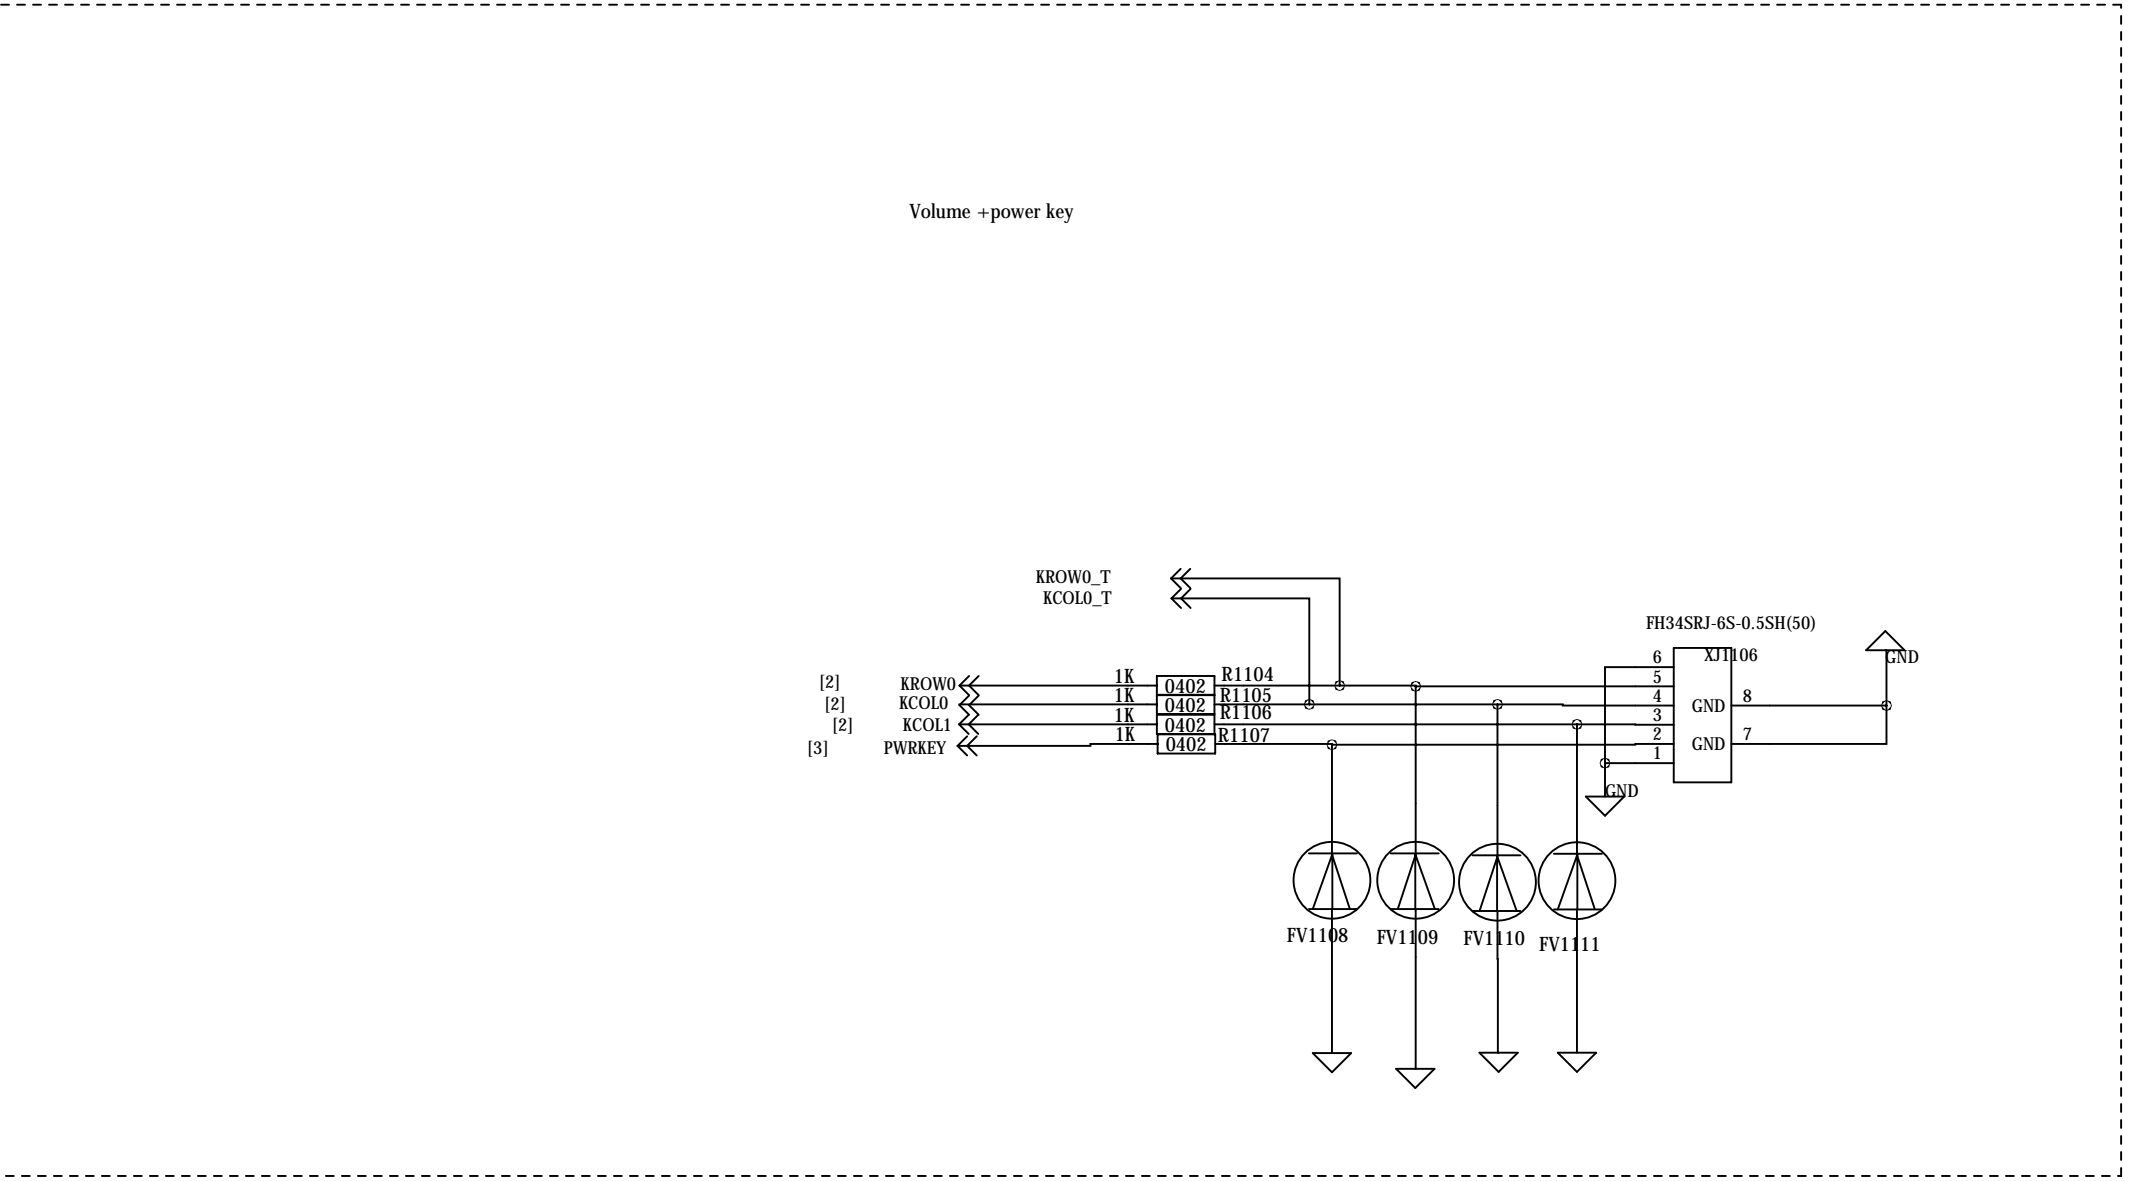 Volume +power key
KROW0_T
KCOL0_T
FH34SRJ-6S-0.5SH(50)
XJ1106
GND
[2] KROW0 1K 0402 R1104
[2] KCOL0 1K 0402 R1105
[2] KCOL1 1K 0402 R1106
[3] PWRKEY 1K 0402 R1107
6
5
4
3
2
1
GND 8
GND 7
GND
FV1108 FV1109 FV1110 FV1111